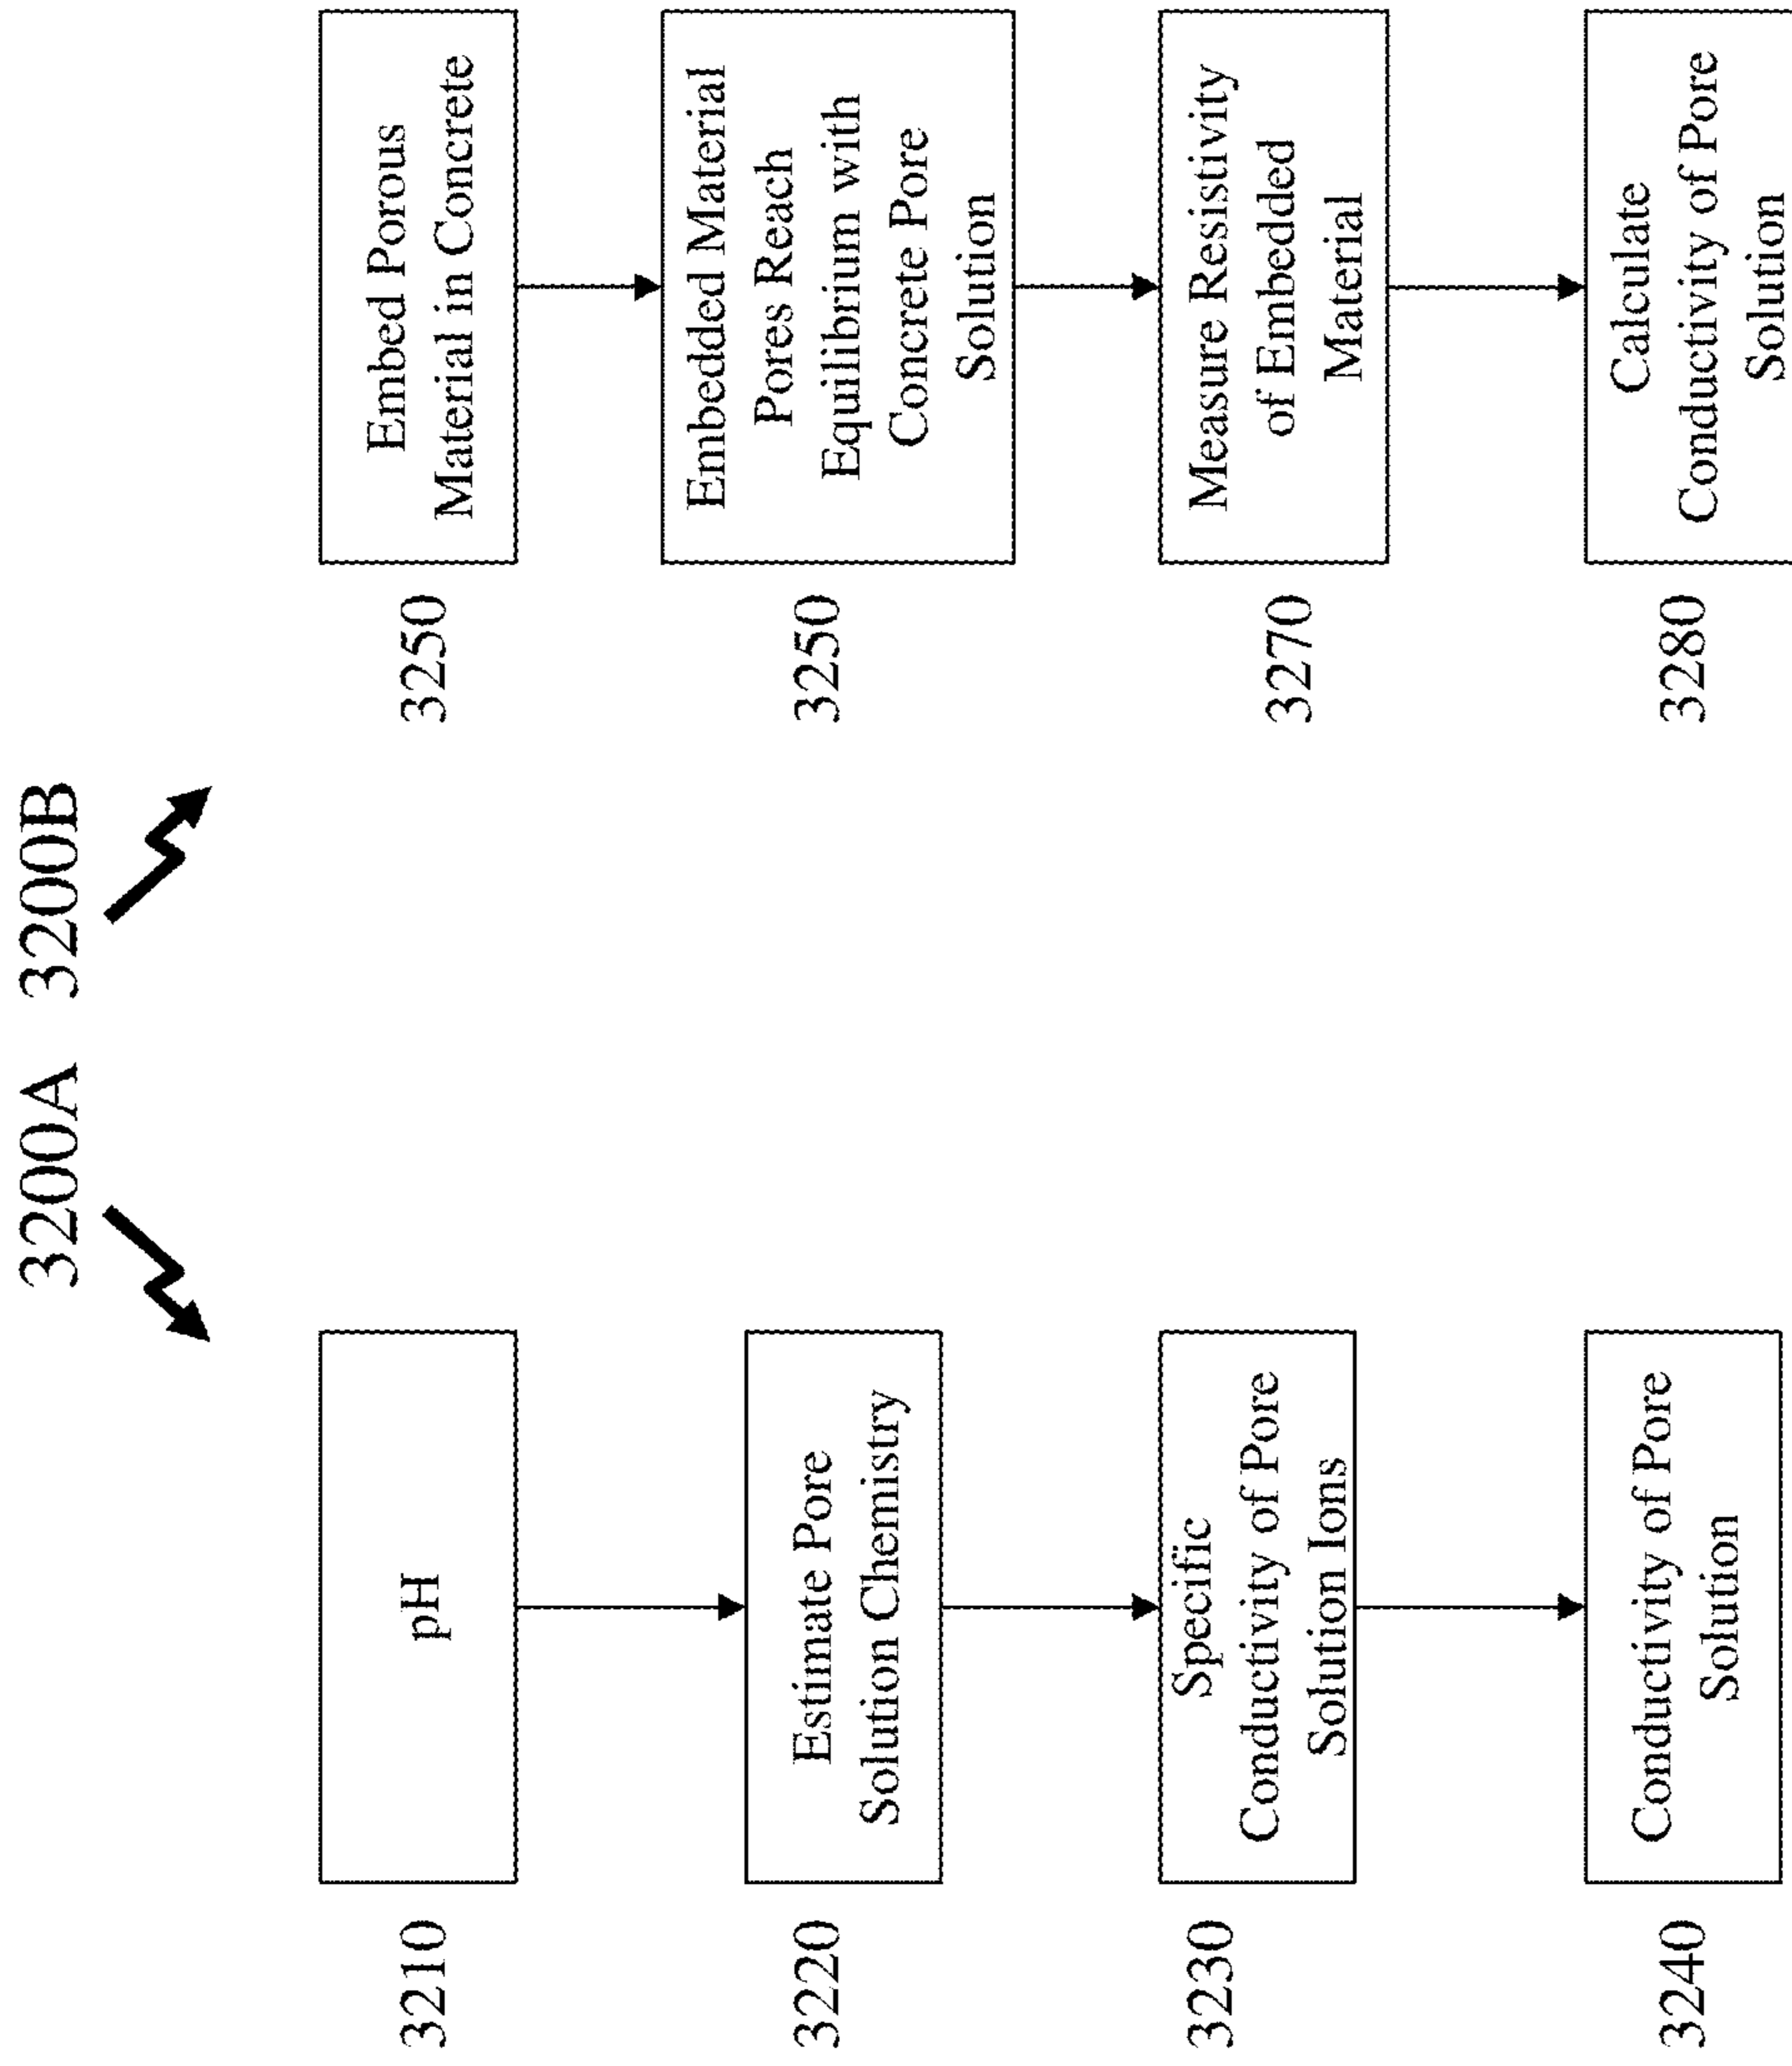 3200A
3200B
3210
pH
3220
Estimate Pore
Solution Chemistry
3230
Specific
Conductivity of Pore
Solution Ions
3240
Conductivity of Pore
Solution
3250
Embed Porous
Material in Concrete
3250
Embedded Material
Pores Reach
Equilibrium with
Concrete Pore
Solution
3270
Measure Resistivity
of Embedded
Material
3280
Calculate
Conductivity of Pore
Solution